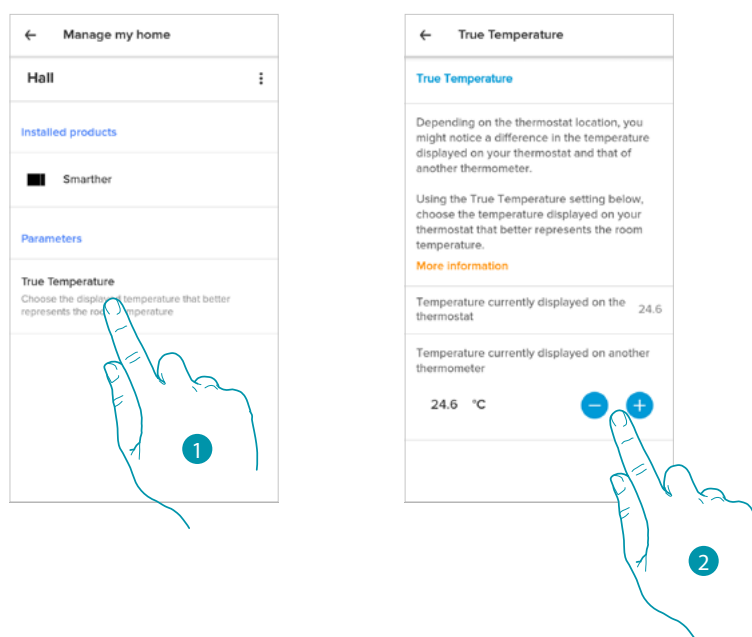 Manage my home
Hall
Installed products
Smarther
Parameters
True Temperature
Choose the displayed temperature that better
represents the room temperature
1
True Temperature
True Temperature
Depending on the thermostat location, you
might notice a difference in the temperature
displayed on your thermostat and that of
another thermometer.
Using the True Temperature setting below,
choose the temperature displayed on your
thermostat that better represents the room
temperature.
More information
Temperature currently displayed on the
thermostat
24.6
Temperature currently displayed on another
thermometer
24.6 °C
2